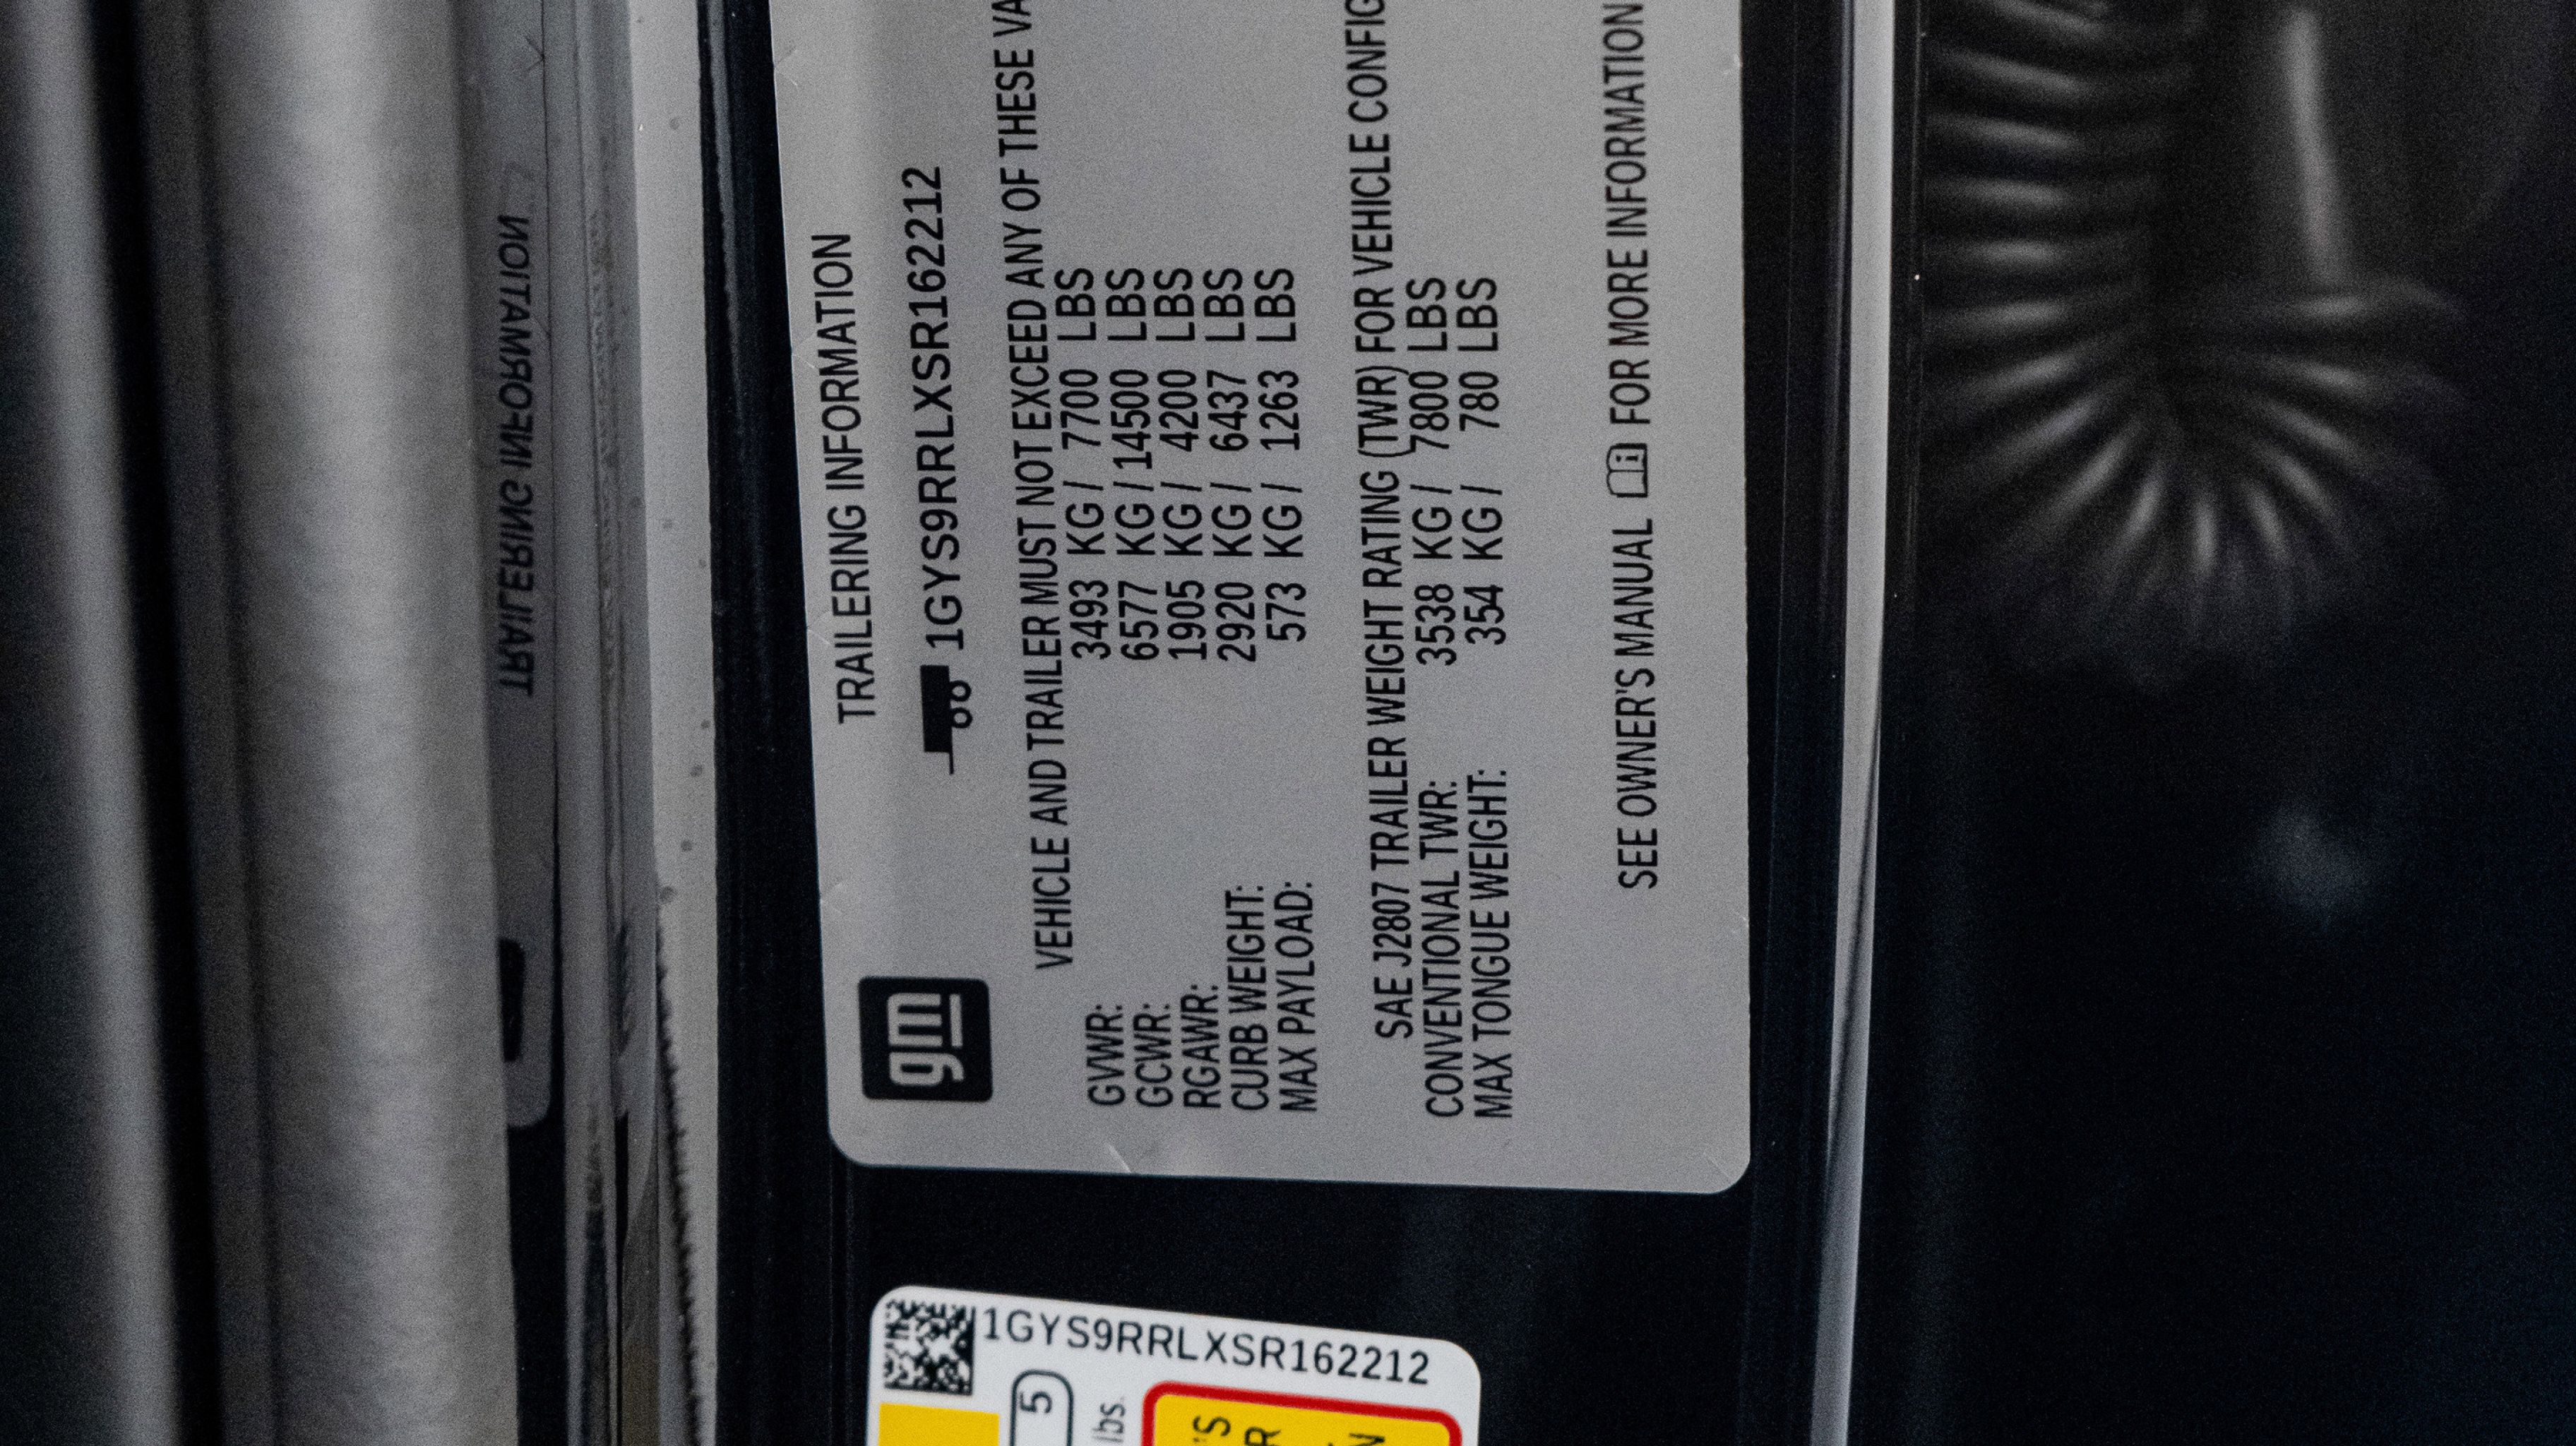 gm
TRAILERING INFORMATION
1GYS9RRLXSR162212
VEHICLE AND TRAILER MUST NOT EXCEED ANY OF THESE
GVWR: 3493 KG / 7700 LBS
GCWR: 6577 KG / 14500 LBS
RGAWR: 1905 KG / 4200 LBS
CURB WEIGHT: 2920 KG / 6437 LBS
MAX PAYLOAD: 573 KG / 1263 LBS
SAE J2807 TRAILER WEIGHT RATING (TWR) FOR VEHICLE CONFIG
CONVENTIONAL TWR: 3538 KG / 7800 LBS
MAX TONGUE WEIGHT: 354 KG / 780 LBS
SEE OWNER'S MANUAL FOR MORE INFORMATION
1GYS9RRLXSR162212
5
lbs.
TRAILERING INFORMATION